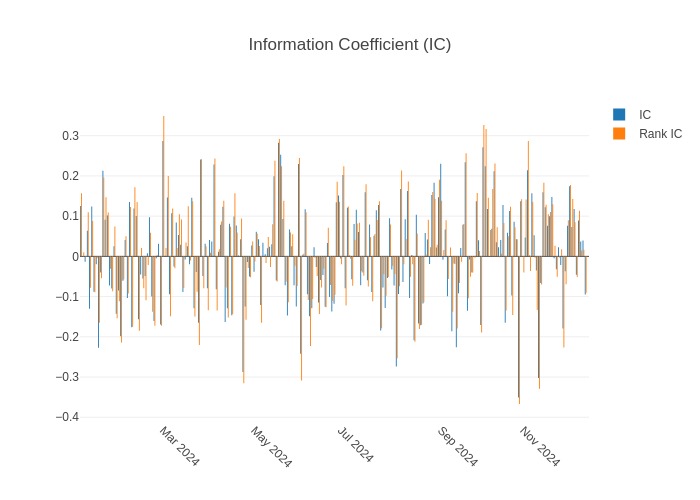 Information Coefficient (IC)
IC
Rank IC
0.3
0.2
0.1
0
−0.1
−0.2
−0.3
−0.4
Mar 2024
May 2024
Jul 2024
Sep 2024
Nov 2024